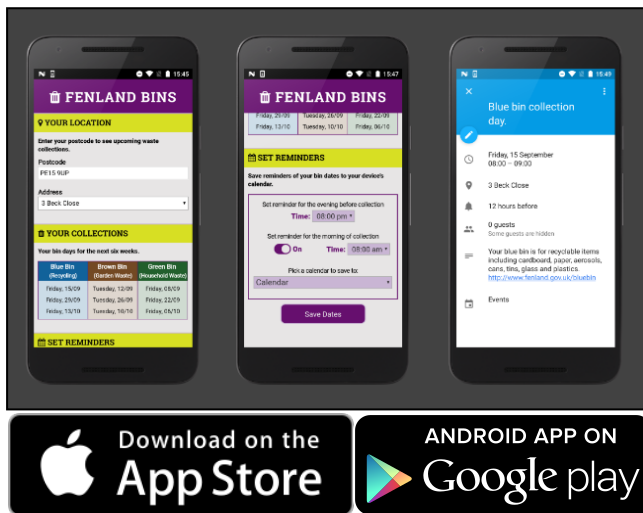 15:45
FENLAND BINS
YOUR LOCATION
Enter your postcode to see upcoming waste
collections.
Postcode
PE15 9UP
Address
3 Beck Close
YOUR COLLECTIONS
Your bin days for the next six weeks.
Blue Bin Brown Bin Green Bin
(Recycling) (Garden Waste) (Household Waste)
Friday, 15/09 Tuesday, 12/09 Friday, 08/09
Friday, 29/09 Tuesday, 26/09 Friday, 22/09
Friday, 13/10 Tuesday, 10/10 Friday, 06/10
SET REMINDERS
15:47
FENLAND BINS
Friday, 29/09 Tuesday, 26/09 Friday, 22/09
Friday, 13/10 Tuesday, 10/10 Friday, 06/10
SET REMINDERS
Save reminders of your bin dates to your device's
calendar.
Set reminder for the evening before collection
Time: 08:00 pm
Set reminder for the morning of collection
On Time: 08:00 am
Pick a calendar to save to:
Calendar
Save Dates
15:49
Blue bin collection
day.
Friday, 15 September
08:00 – 09:00
3 Beck Close
12 hours before
0 guests
Some guests are hidden
Your blue bin is for recyclable items
including cardboard, paper, aerosols,
cans, tins, glass and plastics.
http://www.fenland.gov.uk/bluebin
Events
Download on the
App Store
ANDROID APP ON
Google play